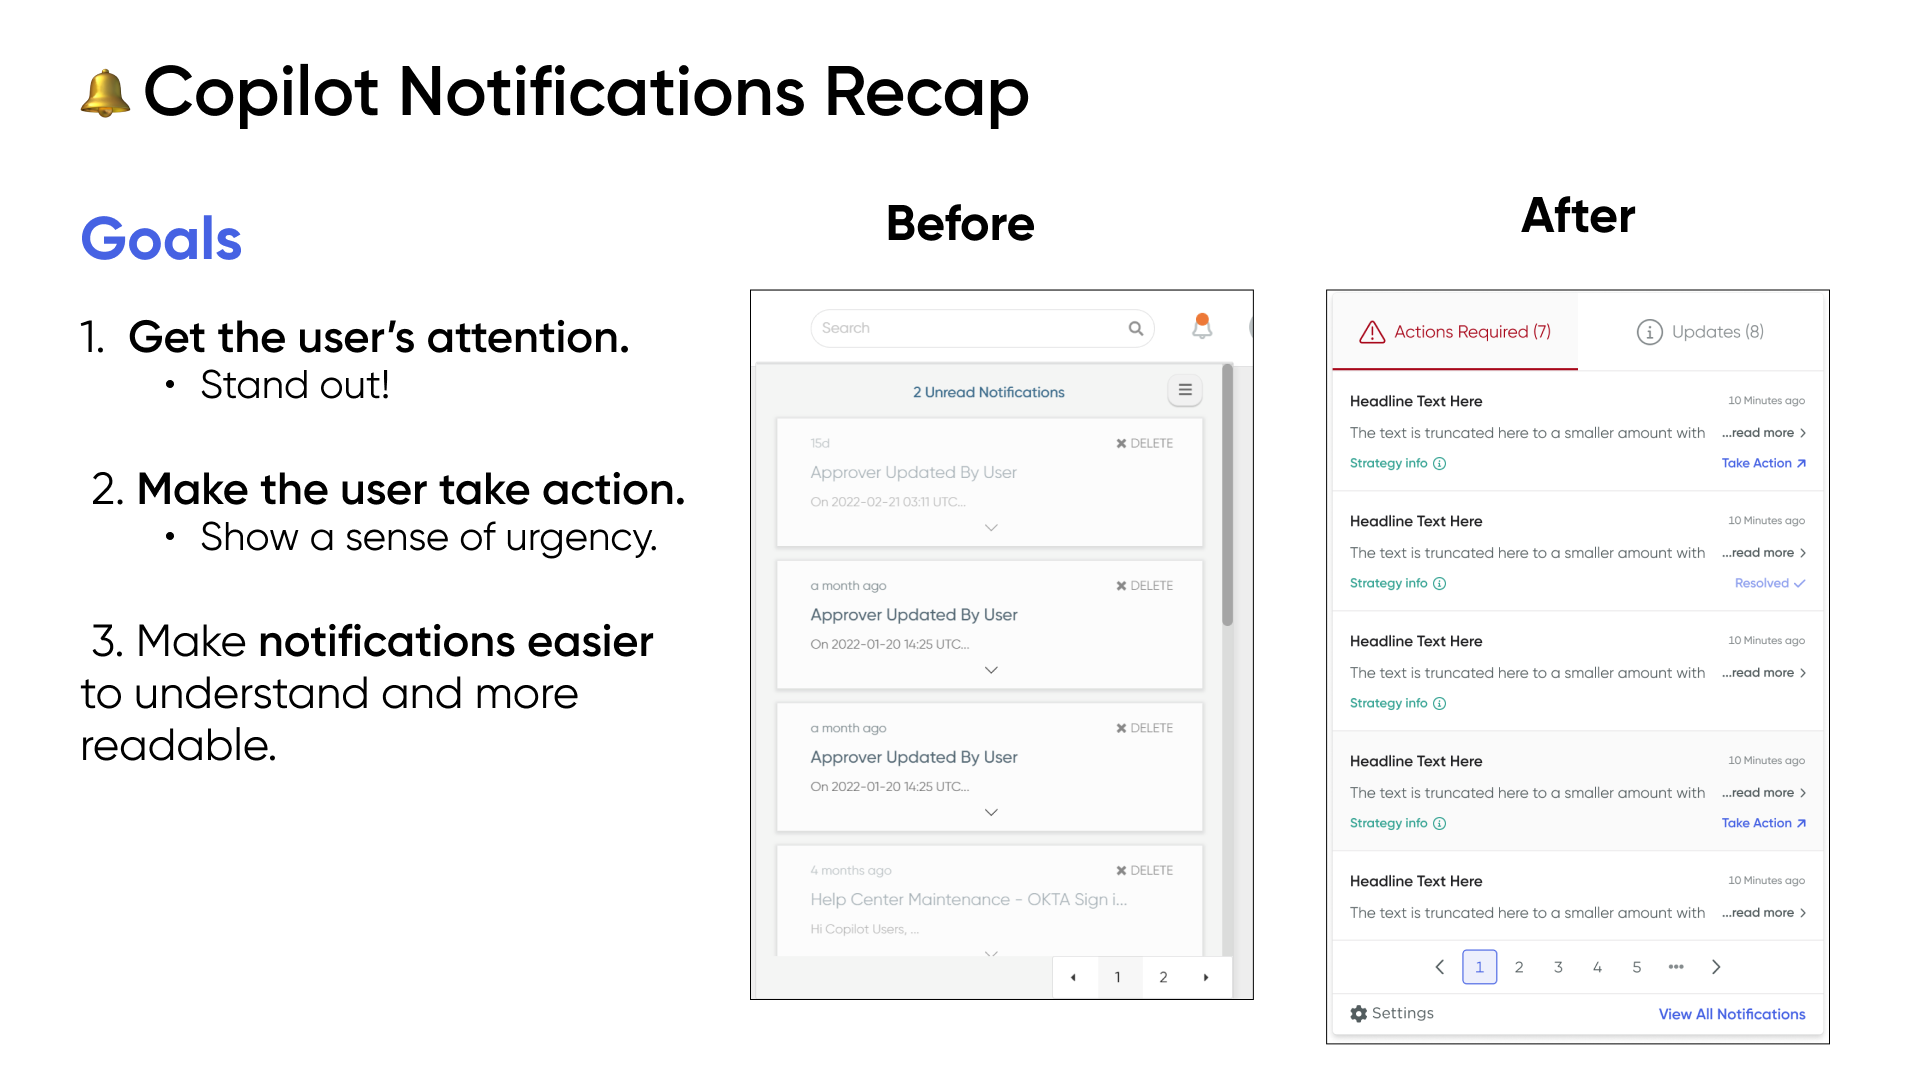 Copilot Notifications Recap
Goals
1. Get the user’s attention.
• Stand out!
2. Make the user take action.
• Show a sense of urgency.
3. Make notifications easier
to understand and more
readable.
Before
Search
2 Unread Notifications
15d
DELETE
Approver Updated By User
On 2022-02-21 03:11 UTC...
a month ago
DELETE
Approver Updated By User
On 2022-01-20 14:25 UTC...
a month ago
DELETE
Approver Updated By User
On 2022-01-20 14:25 UTC...
4 months ago
DELETE
Help Center Maintenance - OKTA Sign i...
Hi Copilot Users, ...
1 2
After
Actions Required (7)
Updates (8)
Headline Text Here
10 Minutes ago
The text is truncated here to a smaller amount with ...read more
Strategy info
Take Action
Headline Text Here
10 Minutes ago
The text is truncated here to a smaller amount with ...read more
Strategy info
Resolved
Headline Text Here
10 Minutes ago
The text is truncated here to a smaller amount with ...read more
Strategy info
Headline Text Here
10 Minutes ago
The text is truncated here to a smaller amount with ...read more
Strategy info
Take Action
Headline Text Here
10 Minutes ago
The text is truncated here to a smaller amount with ...read more
1 2 3 4 5 •••
Settings
View All Notifications